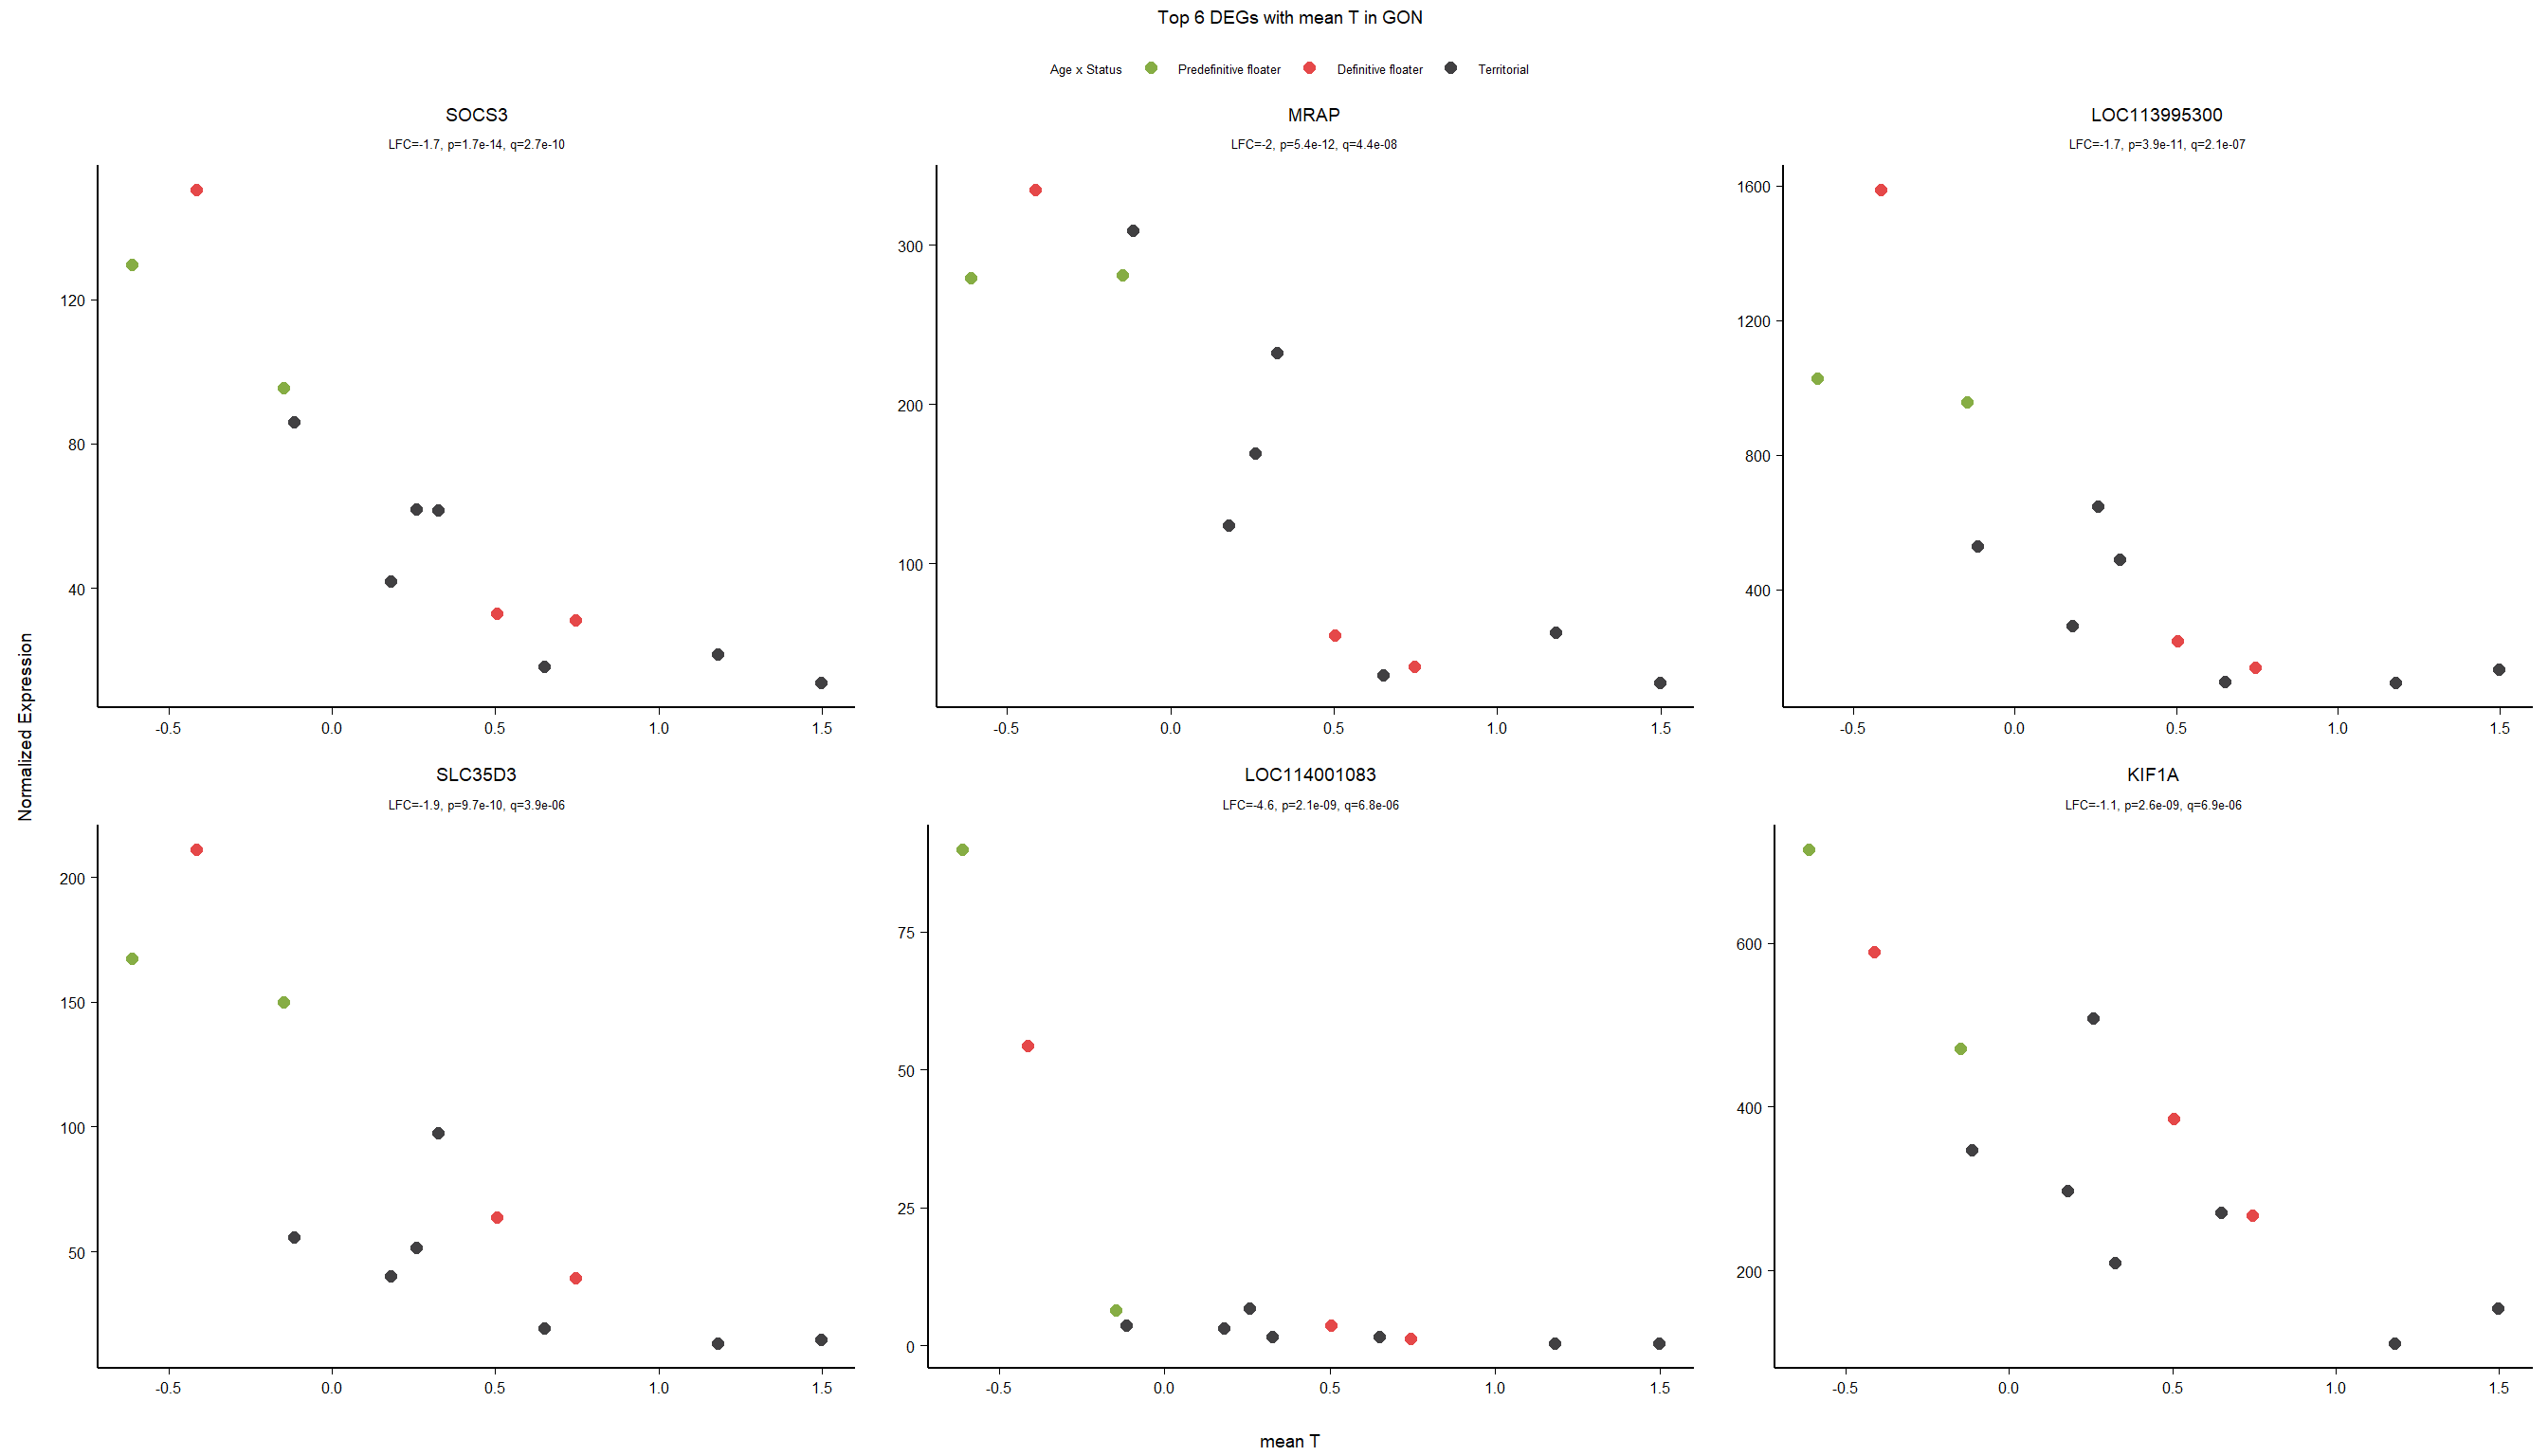 Top 6 DEGs with mean T in GON
Age x Status Predefinitive floater Definitive floater Territorial
SOCS3
LFC=-1.7, p=1.7e-14, q=2.7e-10
120
80
40
-0.5 0.0 0.5 1.0 1.5
MRAP
LFC=-2, p=5.4e-12, q=4.4e-08
300
200
100
-0.5 0.0 0.5 1.0 1.5
LOC113995300
LFC=-1.7, p=3.9e-11, q=2.1e-07
1600
1200
800
400
-0.5 0.0 0.5 1.0 1.5
Normalized Expression
SLC35D3
LFC=-1.9, p=9.7e-10, q=3.9e-06
200
150
100
50
-0.5 0.0 0.5 1.0 1.5
LOC114001083
LFC=-4.6, p=2.1e-09, q=6.8e-06
75
50
25
0
-0.5 0.0 0.5 1.0 1.5
KIF1A
LFC=-1.1, p=2.6e-09, q=6.9e-06
600
400
200
-0.5 0.0 0.5 1.0 1.5
mean T